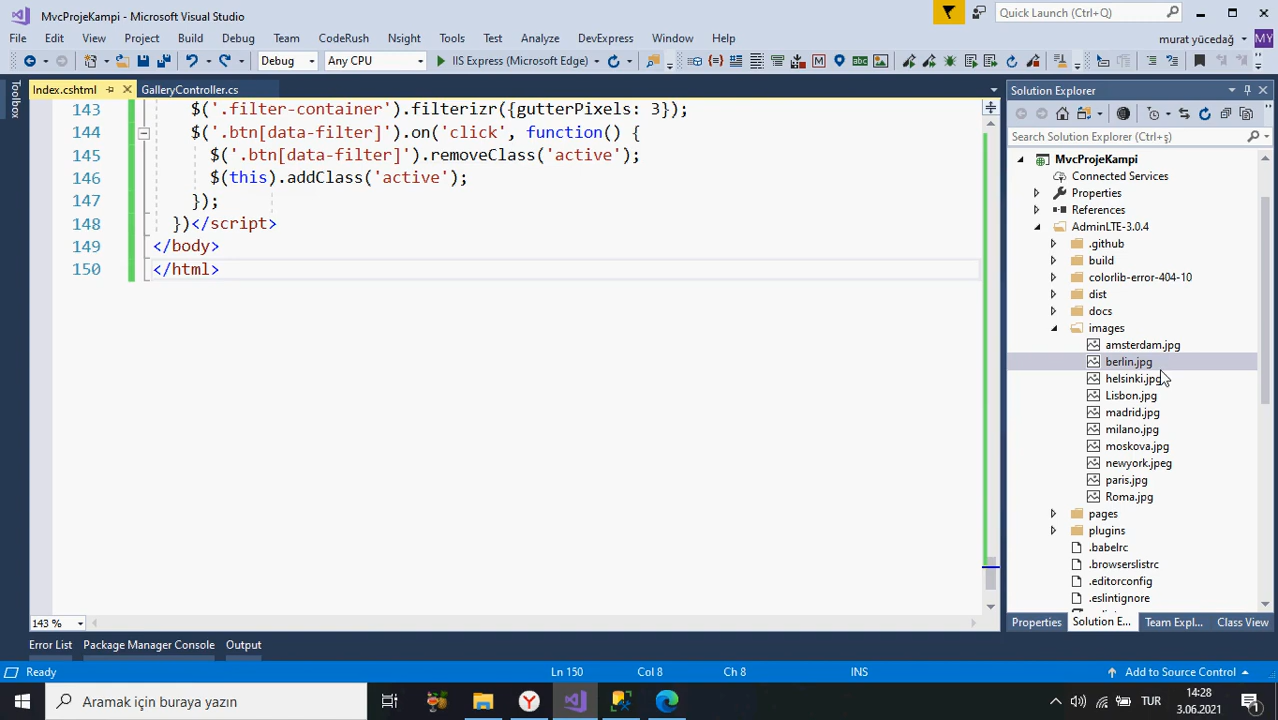 MvcProjeKampi - Microsoft Visual Studio
Quick Launch (Ctrl+Q)
File Edit View Project Build Debug Team CodeRush Nsight Tools Test Analyze DevExpress Window Help
murat yücedağ MY
Debug Any CPU IIS Express (Microsoft Edge)
Toolbox
Index.cshtml GalleryController.cs
143 $('.filter-container').filterizr({gutterPixels: 3});
144 $('.btn[data-filter]').on('click', function() {
145 $('.btn[data-filter]').removeClass('active');
146 $(this).addClass('active');
147 });
148 })</script>
149 </body>
150 </html>
143 %
Solution Explorer
Search Solution Explorer (Ctrl+ş)
MvcProjeKampi
Connected Services
Properties
References
AdminLTE-3.0.4
.github
build
colorlib-error-404-10
dist
docs
images
amsterdam.jpg
berlin.jpg
helsinki.jpg
Lisbon.jpg
madrid.jpg
milano.jpg
moskova.jpg
newyork.jpeg
paris.jpg
Roma.jpg
pages
plugins
.babelrc
.browserslistrc
.editorconfig
.eslintignore
Properties Solution E... Team Expl... Class View
Error List Package Manager Console Output
Ready Ln 150 Col 8 Ch 8 INS Add to Source Control
Aramak için buraya yazın
TUR
14:28
3.06.2021
1